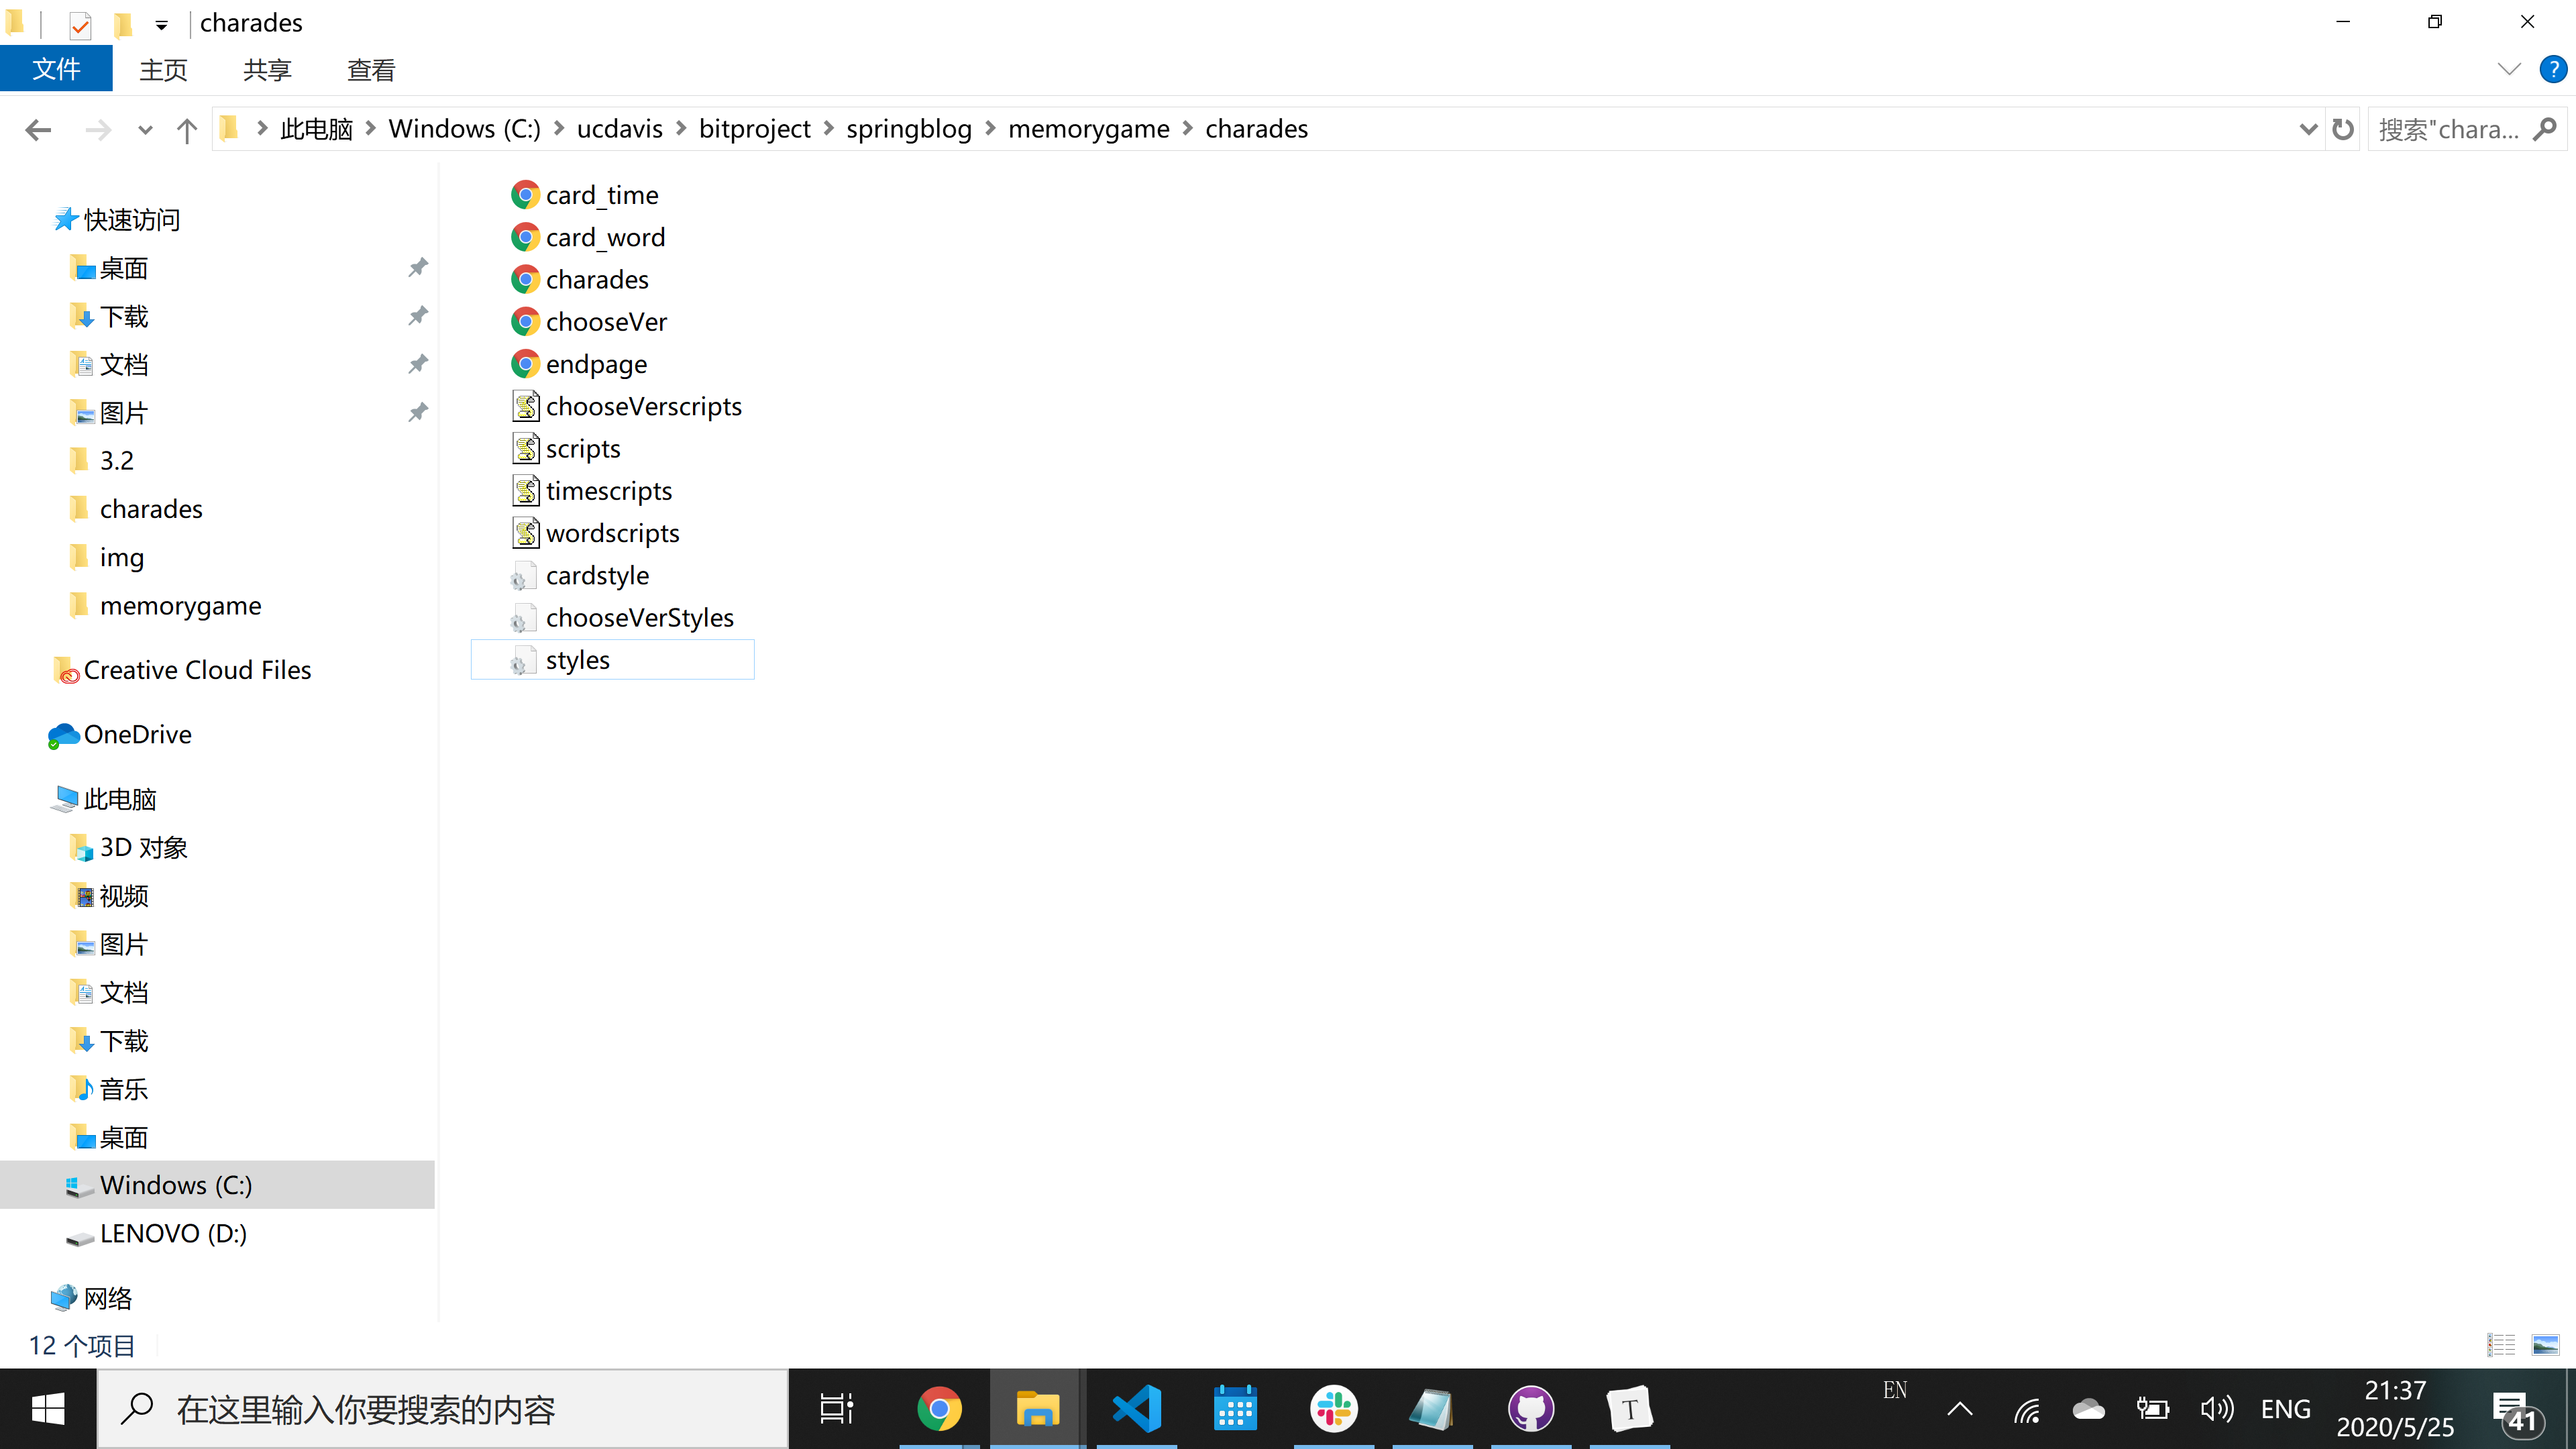 charades
文件 主页 共享 查看
此电脑 Windows (C:) ucdavis bitproject springblog memorygame charades
搜索"chara...
快速访问
桌面
下载
文档
图片
3.2
charades
img
memorygame
Creative Cloud Files
OneDrive
此电脑
3D 对象
视频
图片
文档
下载
音乐
桌面
Windows (C:)
LENOVO (D:)
网络
card_time
card_word
charades
chooseVer
endpage
chooseVerscripts
scripts
timescripts
wordscripts
cardstyle
chooseVerStyles
styles
12 个项目
在这里输入你要搜索的内容
T
EN
ENG
21:37
2020/5/25
41